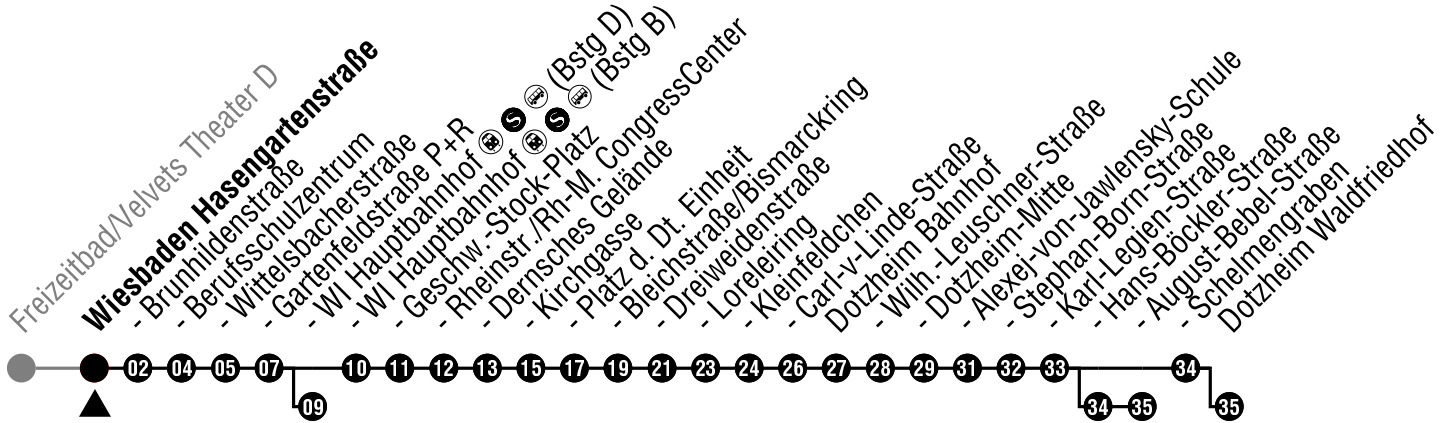 Freizeitbad/Velvets Theater D
Wiesbaden Hasengartenstraße
- Brunhildenstraße
- Berufsschulzentrum
- Wittelsbacherstraße
- Gartenfeldstraße P+R
- WI Hauptbahnhof S (Bstg D)
- WI Hauptbahnhof S (Bstg B)
- Geschw.-Stock-Platz
- Rheinstr./Rh-M. CongressCenter
- Dernsches Gelände
- Kirchgasse
- Platz d. Dt. Einheit
- Bleichstraße/Bismarckring
- Dreiweidenstraße
- Loreleiring
- Kleinfeldchen
- Carl-v-Linde-Straße
Dotzheim Bahnhof
- Wilh.-Leuschner-Straße
- Dotzheim-Mitte
- Alexej-von-Jawlensky-Schule
- Stephan-Born-Straße
- Karl-Legien-Straße
- Hans-Böckler-Straße
- August-Bebel-Straße
- Schelmengraben
Dotzheim Waldfriedhof
02 04 05 07 10 11 12 13 15 17 19 21 23 24 26 27 28 29 31 32 33 34
09 34 35 35